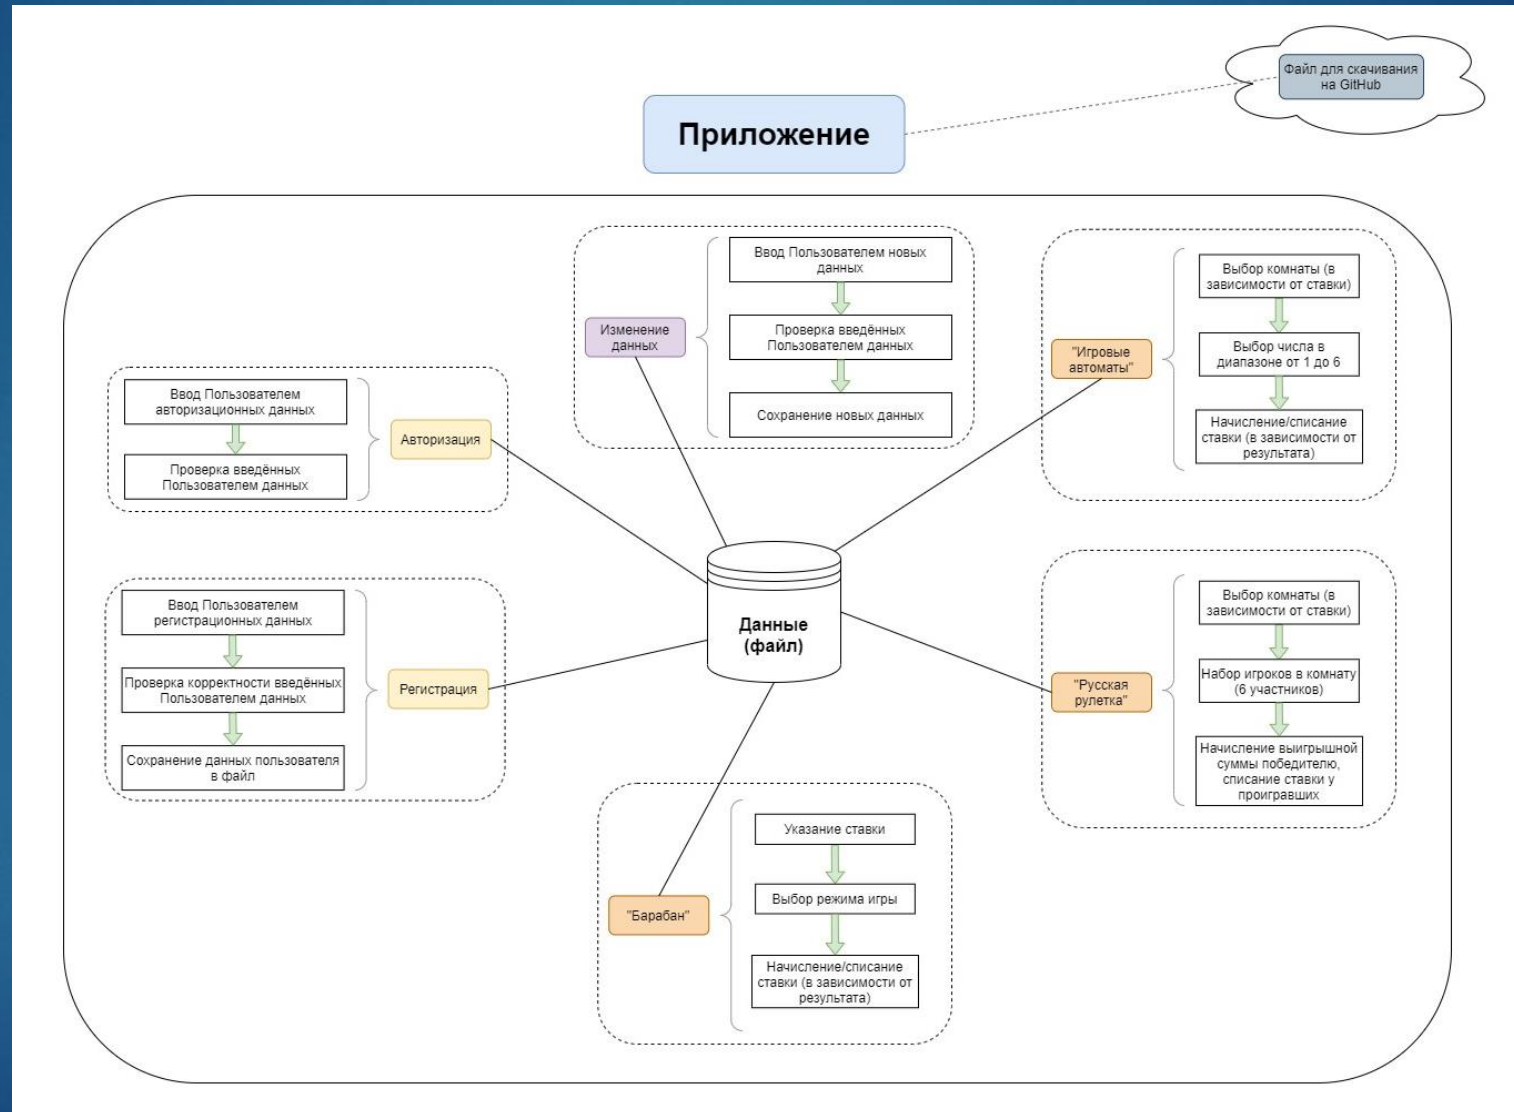 Файл для скачивания
на GitHub
Приложение
Ввод Пользователем новых
данных
Изменение
данных
Проверка введённых
Пользователем данных
Сохранение новых данных
Выбор комнаты (в
зависимости от ставки)
"Игровые
автоматы"
Выбор числа в
диапазоне от 1 до 6
Начисление/списание
ставки (в зависимости от
результата)
Ввод Пользователем
авторизационных данных
Авторизация
Проверка введённых
Пользователем данных
Ввод Пользователем
регистрационных данных
Проверка корректности введённых
Пользователем данных
Регистрация
Сохранение данных пользователя
в файл
Данные
(файл)
Выбор комнаты (в
зависимости от ставки)
"Русская
рулетка"
Набор игроков в комнату
(6 участников)
Начисление выигрышной
суммы победителю,
списание ставки у
проигравших
Указание ставки
"Барабан"
Выбор режима игры
Начисление/списание
ставки (в зависимости от
результата)